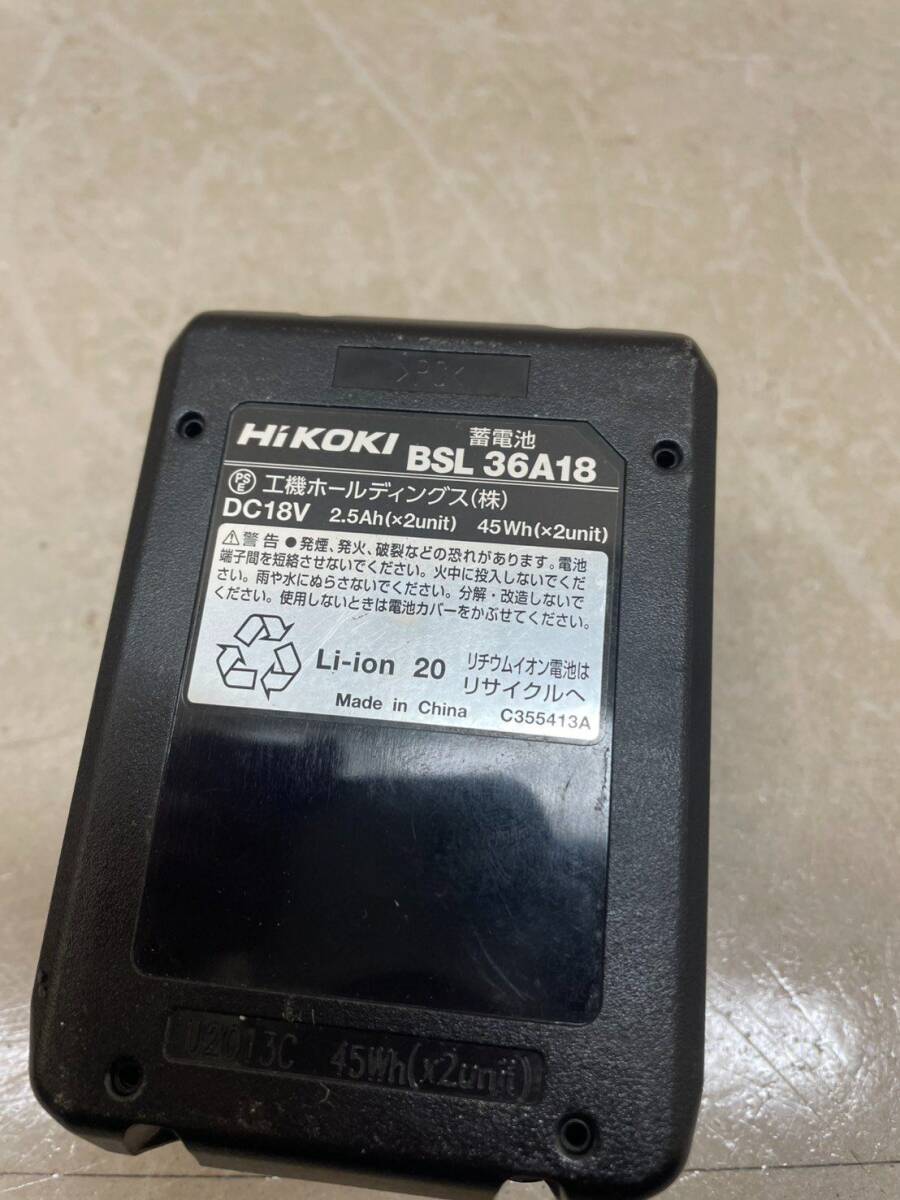 >PC<
HiKOKI
蓄電池
BSL 36A18
PS E 工機ホールディングス(株)
DC18V 2.5Ah(×2unit) 45Wh(×2unit)
⚠警告 ●発煙、発火、破裂などの恐れがあります。電池
端子間を短絡させないでください。火中に投入しないでくだ
さい。雨や水にぬらさないでください。分解・改造しないで
ください。使用しないときは電池カバーをかぶせてください。
Li-ion 20
リチウムイオン電池は
リサイクルへ
Made in China C355413A
45Wh(x2unit)